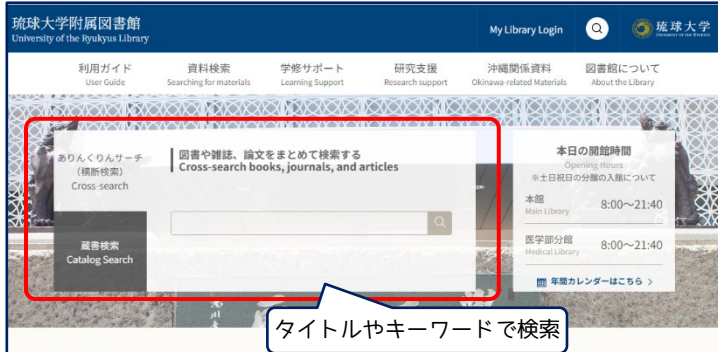 琉球大学附属図書館
University of the Ryukyus Library
My Library Login
琉球大学
利用ガイド
User Guide
資料検索
Searching for materials
学修サポート
Learning Support
研究支援
Research support
沖縄関係資料
Okinawa-related Materials
図書館について
About the Library
ありんくりんサーチ
(横断検索)
Cross-search
図書や雑誌、論文をまとめて検索する
Cross-search books, journals, and articles
蔵書検索
Catalog Search
本日の開館時間
Opening Hours
※土日祝日の分館の入館について
本館
Main Library
8:00〜21:40
医学部分館
Medical Library
8:00〜21:40
年間カレンダーはこちら >
タイトルやキーワードで検索